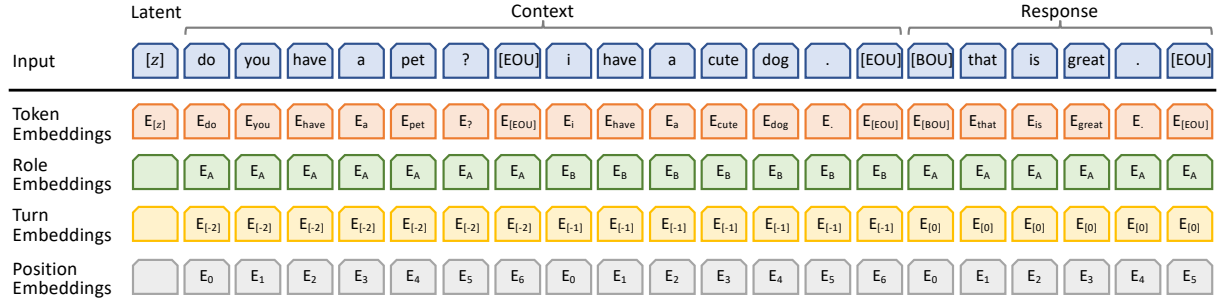 Latent Context Response
Input [z] do you have a pet ? [EOU] i have a cute dog . [EOU] [BOU] that is great . [EOU]
Token
Embeddings
E[z] Edo Eyou Ehave Ea Epet E? E[EOU] Ei Ehave Ea Ecute Edog E. E[EOU] E[BOU] Ethat Eis Egreat E. E[EOU]
Role
Embeddings
EA EA EA EA EA EA EA EB EB EB EB EB EB EB EA EA EA EA EA EA
Turn
Embeddings
E[-2] E[-2] E[-2] E[-2] E[-2] E[-2] E[-2] E[-1] E[-1] E[-1] E[-1] E[-1] E[-1] E[-1] E[0] E[0] E[0] E[0] E[0] E[0]
Position
Embeddings
E0 E1 E2 E3 E4 E5 E6 E0 E1 E2 E3 E4 E5 E6 E0 E1 E2 E3 E4 E5